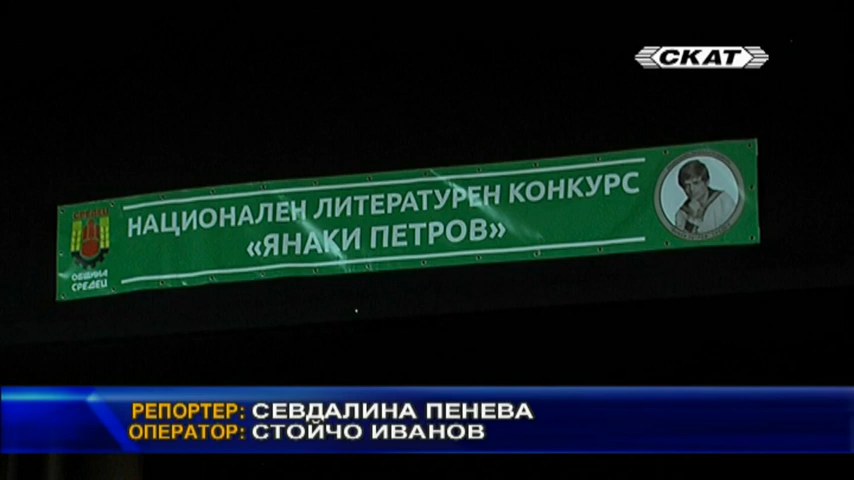 СКАТ
НАЦИОНАЛЕН ЛИТЕРАТУРЕН КОНКУРС
«ЯНАКИ ПЕТРОВ»
СРЕДЕЦ
ОБЩИНА
СРЕДЕЦ
РЕПОРТЕР: СЕВДАЛИНА ПЕНЕВА
ОПЕРАТОР: СТОЙЧО ИВАНОВ